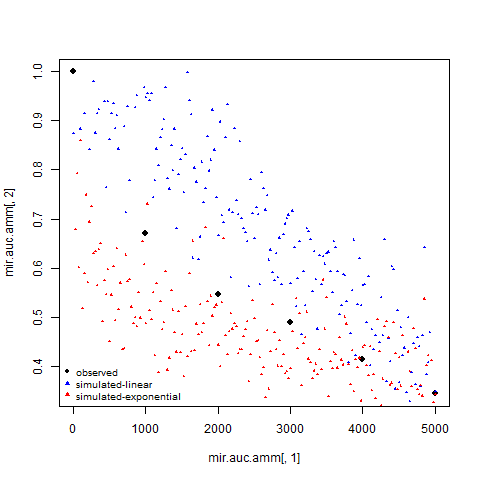 1.0
0.9
0.8
0.7
0.6
0.5
0.4
mir.auc.amm[, 2]
observed
simulated-linear
simulated-exponential
0 1000 2000 3000 4000 5000
mir.auc.amm[, 1]